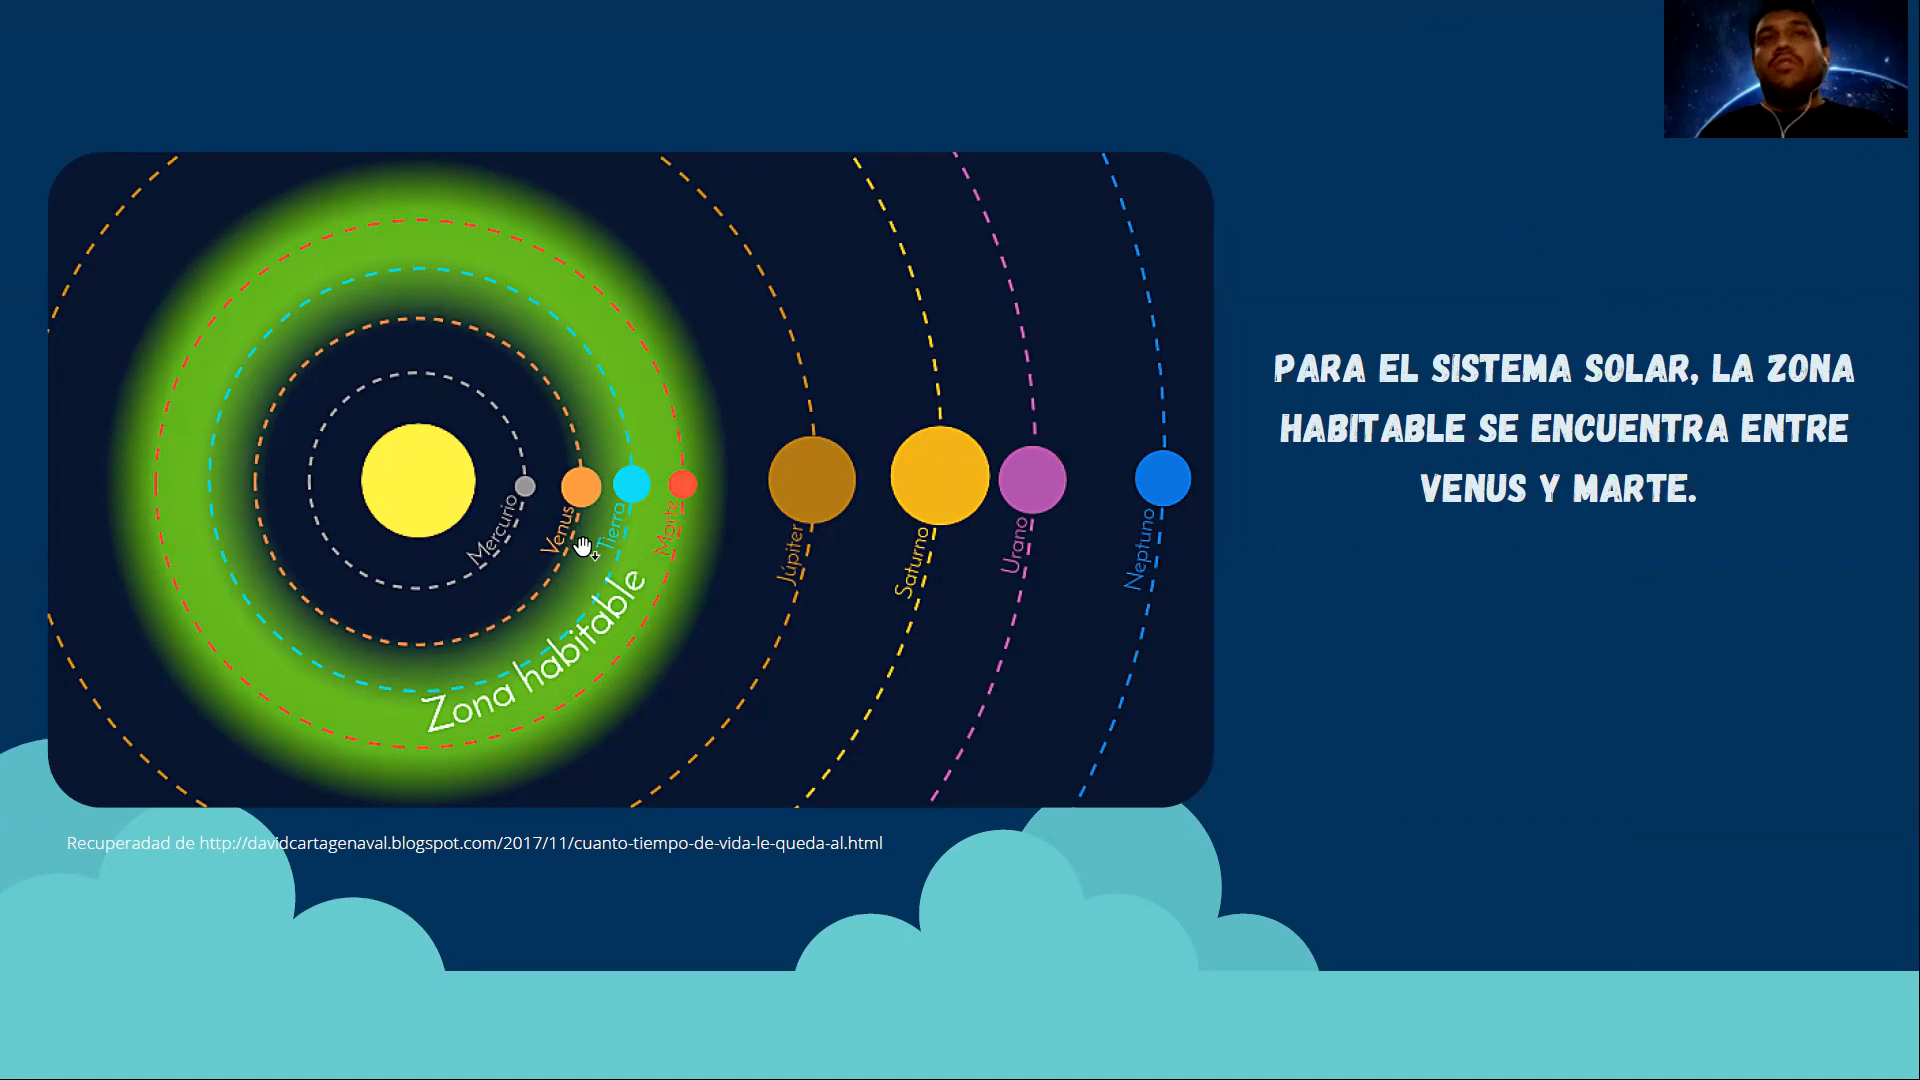 PARA EL SISTEMA SOLAR, LA ZONA
HABITABLE SE ENCUENTRA ENTRE
VENUS Y MARTE.
Mercurio
Venus
Tierra
Marte
Júpiter
Saturno
Urano
Neptuno
Zona habitable
Recuperadad de http://davidcartagenaval.blogspot.com/2017/11/cuanto-tiempo-de-vida-le-queda-al.html